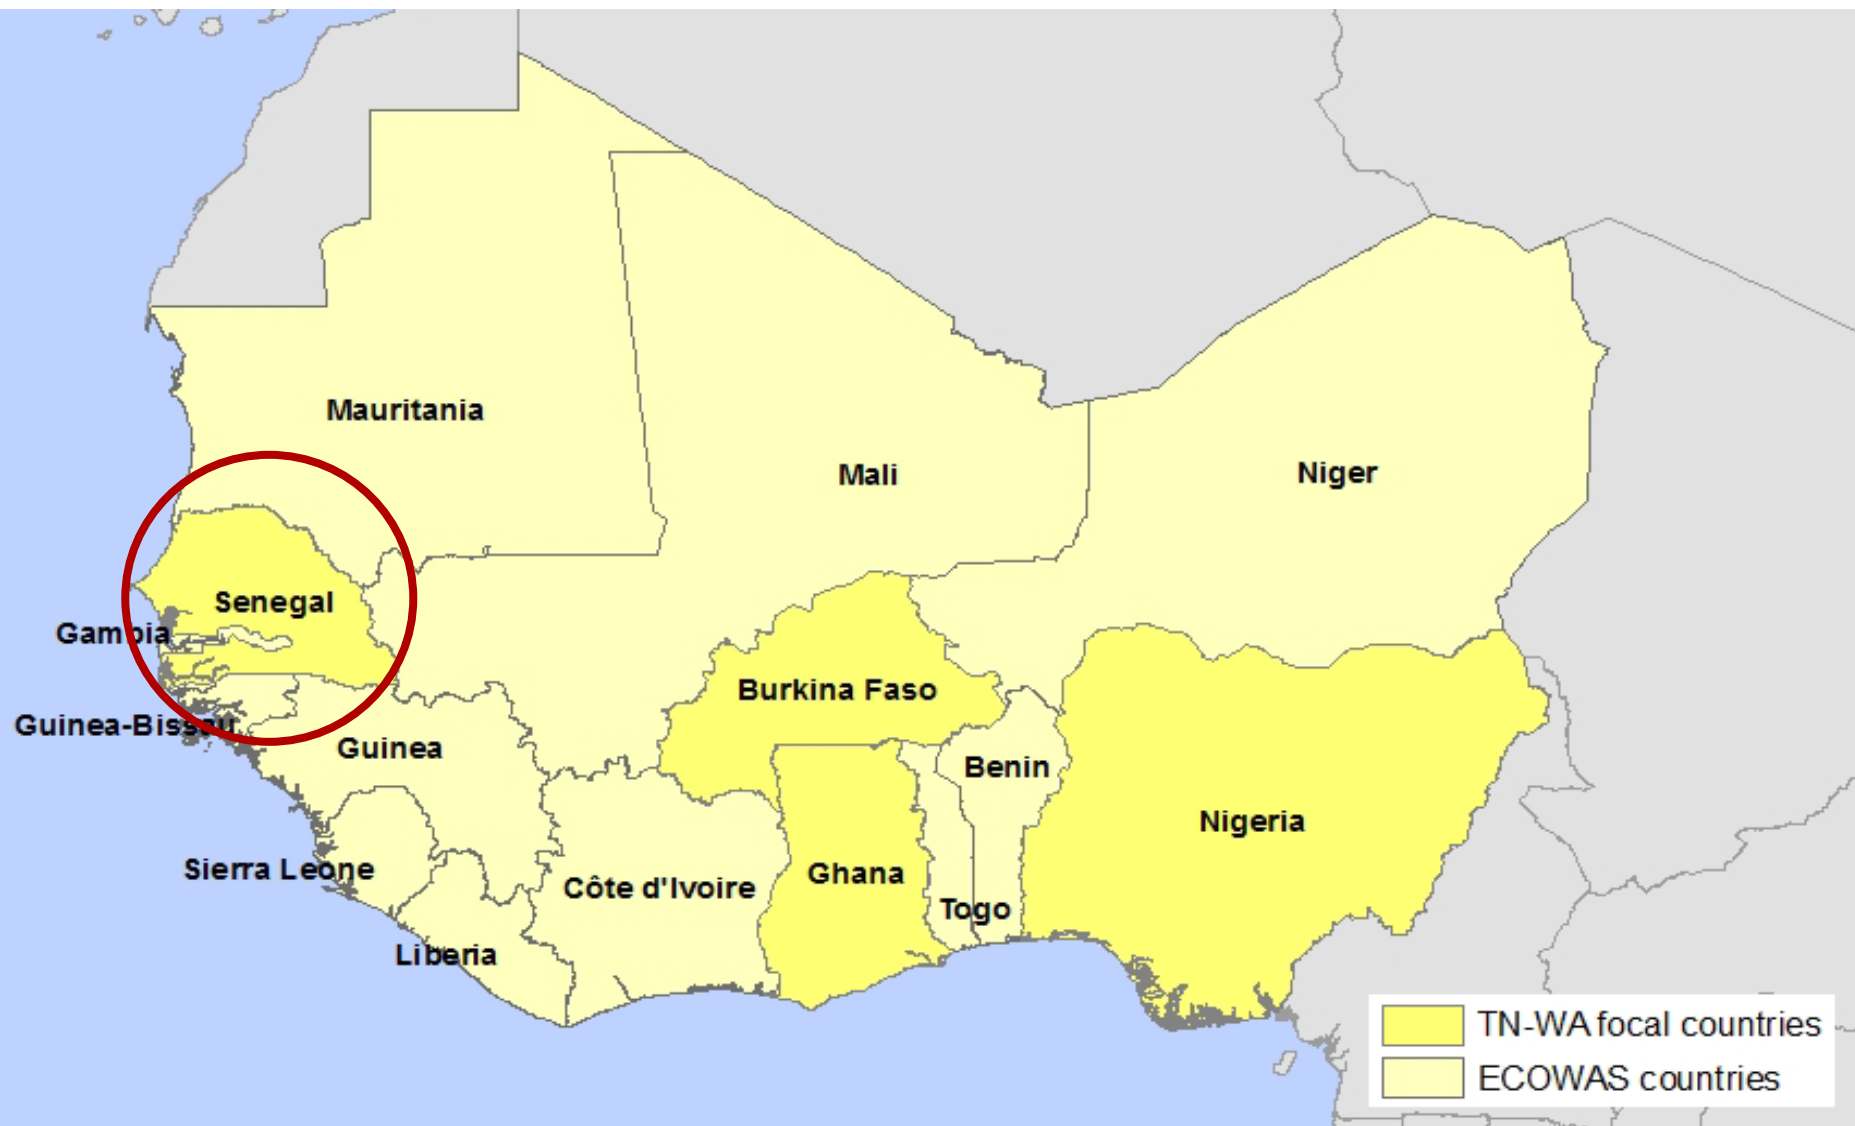 Mauritania
Mali
Niger
Senegal
Gambia
Burkina Faso
Guinea-Bissau
Guinea
Benin
Nigeria
Sierra Leone
Côte d'Ivoire
Ghana
Togo
Liberia
TN-WA focal countries
ECOWAS countries